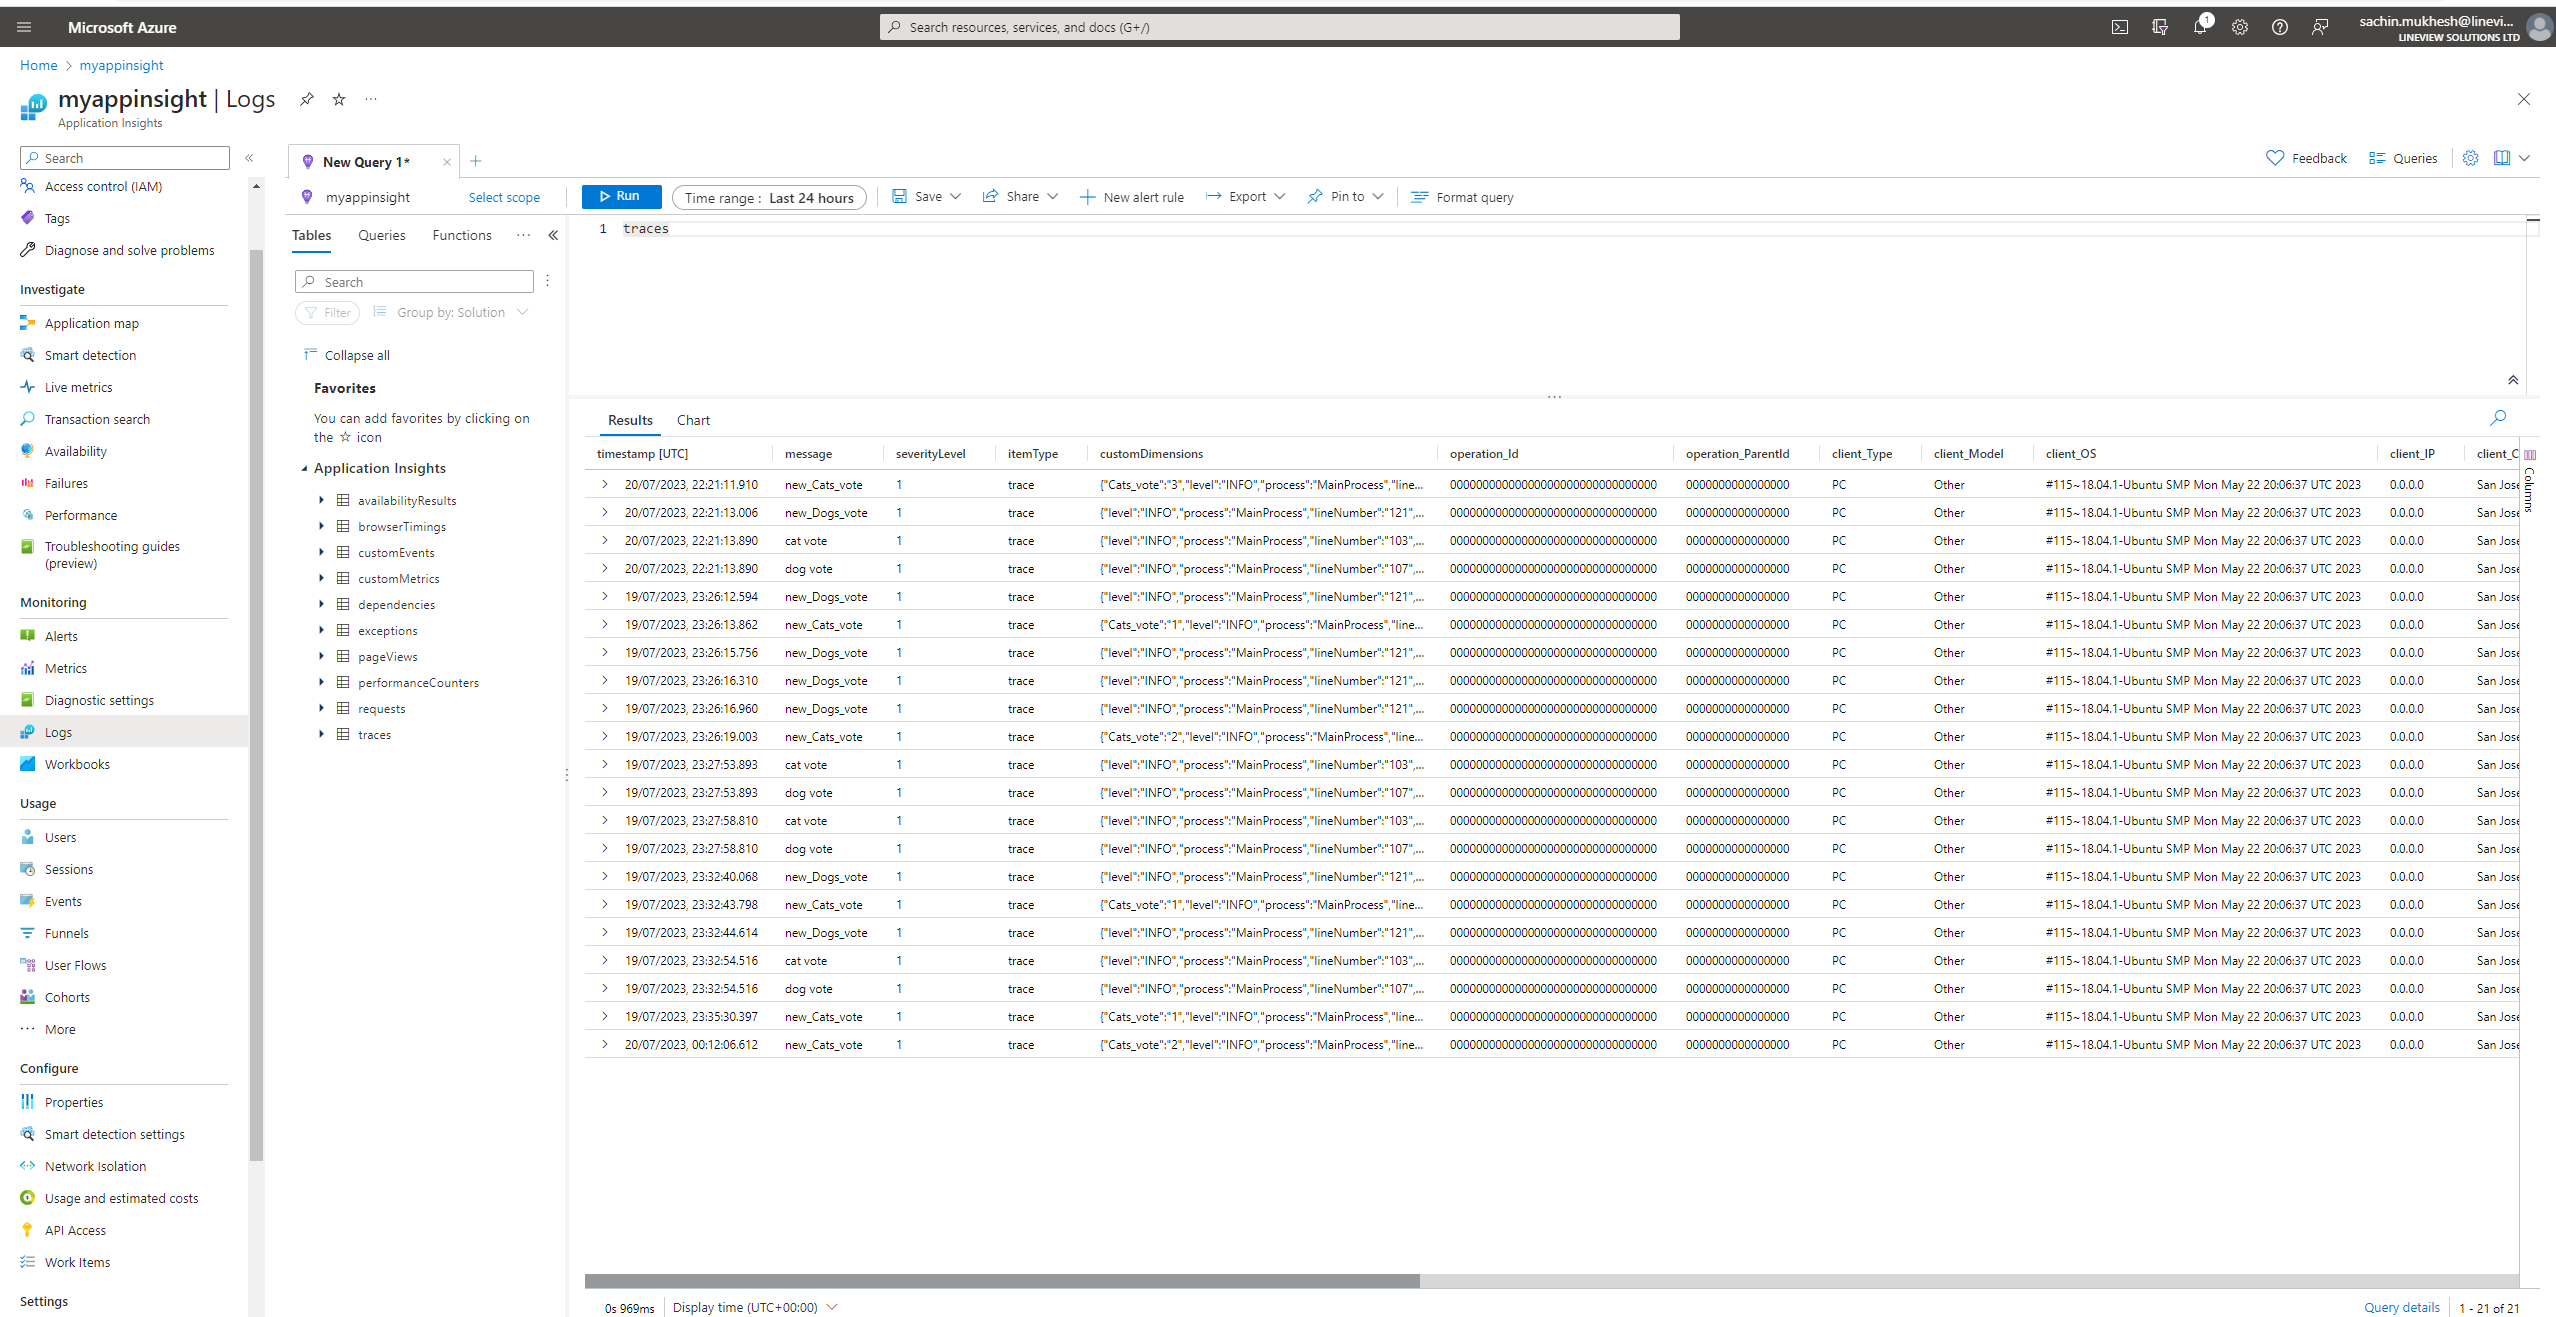 Microsoft Azure
Search resources, services, and docs (G+/)
1
sachin.mukhesh@linevi...
LINEVIEW SOLUTIONS LTD
Home > myappinsight
myappinsight | Logs ...
Application Insights
Search
Access control (IAM)
Tags
Diagnose and solve problems
Investigate
Application map
Smart detection
Live metrics
Transaction search
Availability
Failures
Performance
Troubleshooting guides
(preview)
Monitoring
Alerts
Metrics
Diagnostic settings
Logs
Workbooks
Usage
Users
Sessions
Events
Funnels
User Flows
Cohorts
More
Configure
Properties
Smart detection settings
Network Isolation
Usage and estimated costs
API Access
Work Items
Settings
New Query 1*
Feedback Queries
myappinsight Select scope
Run Time range : Last 24 hours Save Share New alert rule Export Pin to Format query
Tables Queries Functions ...
Search
Filter Group by: Solution
Collapse all
Favorites
You can add favorites by clicking on
the ☆ icon
Application Insights
availabilityResults
browserTimings
customEvents
customMetrics
dependencies
exceptions
pageViews
performanceCounters
requests
traces
1 traces
Results Chart
timestamp [UTC] message severityLevel itemType customDimensions operation_Id operation_ParentId client_Type client_Model client_OS client_IP client_C
20/07/2023, 22:21:11.910 new_Cats_vote 1 trace {"Cats_vote":"3","level":"INFO","process":"MainProcess","line... 00000000000000000000000000000000 0000000000000000 PC Other #115~18.04.1-Ubuntu SMP Mon May 22 20:06:37 UTC 2023 0.0.0.0 San Jose
20/07/2023, 22:21:13.006 new_Dogs_vote 1 trace {"level":"INFO","process":"MainProcess","lineNumber":"121",... 00000000000000000000000000000000 0000000000000000 PC Other #115~18.04.1-Ubuntu SMP Mon May 22 20:06:37 UTC 2023 0.0.0.0 San Jose
20/07/2023, 22:21:13.890 cat vote 1 trace {"level":"INFO","process":"MainProcess","lineNumber":"103",... 00000000000000000000000000000000 0000000000000000 PC Other #115~18.04.1-Ubuntu SMP Mon May 22 20:06:37 UTC 2023 0.0.0.0 San Jose
20/07/2023, 22:21:13.890 dog vote 1 trace {"level":"INFO","process":"MainProcess","lineNumber":"107",... 00000000000000000000000000000000 0000000000000000 PC Other #115~18.04.1-Ubuntu SMP Mon May 22 20:06:37 UTC 2023 0.0.0.0 San Jose
19/07/2023, 23:26:12.594 new_Dogs_vote 1 trace {"level":"INFO","process":"MainProcess","lineNumber":"121",... 00000000000000000000000000000000 0000000000000000 PC Other #115~18.04.1-Ubuntu SMP Mon May 22 20:06:37 UTC 2023 0.0.0.0 San Jose
19/07/2023, 23:26:13.862 new_Cats_vote 1 trace {"Cats_vote":"1","level":"INFO","process":"MainProcess","line... 00000000000000000000000000000000 0000000000000000 PC Other #115~18.04.1-Ubuntu SMP Mon May 22 20:06:37 UTC 2023 0.0.0.0 San Jose
19/07/2023, 23:26:15.756 new_Dogs_vote 1 trace {"level":"INFO","process":"MainProcess","lineNumber":"121",... 00000000000000000000000000000000 0000000000000000 PC Other #115~18.04.1-Ubuntu SMP Mon May 22 20:06:37 UTC 2023 0.0.0.0 San Jose
19/07/2023, 23:26:16.310 new_Dogs_vote 1 trace {"level":"INFO","process":"MainProcess","lineNumber":"121",... 00000000000000000000000000000000 0000000000000000 PC Other #115~18.04.1-Ubuntu SMP Mon May 22 20:06:37 UTC 2023 0.0.0.0 San Jose
19/07/2023, 23:26:16.960 new_Dogs_vote 1 trace {"level":"INFO","process":"MainProcess","lineNumber":"121",... 00000000000000000000000000000000 0000000000000000 PC Other #115~18.04.1-Ubuntu SMP Mon May 22 20:06:37 UTC 2023 0.0.0.0 San Jose
19/07/2023, 23:26:19.003 new_Cats_vote 1 trace {"Cats_vote":"2","level":"INFO","process":"MainProcess","line... 00000000000000000000000000000000 0000000000000000 PC Other #115~18.04.1-Ubuntu SMP Mon May 22 20:06:37 UTC 2023 0.0.0.0 San Jose
19/07/2023, 23:27:53.893 cat vote 1 trace {"level":"INFO","process":"MainProcess","lineNumber":"103",... 00000000000000000000000000000000 0000000000000000 PC Other #115~18.04.1-Ubuntu SMP Mon May 22 20:06:37 UTC 2023 0.0.0.0 San Jose
19/07/2023, 23:27:53.893 dog vote 1 trace {"level":"INFO","process":"MainProcess","lineNumber":"107",... 00000000000000000000000000000000 0000000000000000 PC Other #115~18.04.1-Ubuntu SMP Mon May 22 20:06:37 UTC 2023 0.0.0.0 San Jose
19/07/2023, 23:27:58.810 cat vote 1 trace {"level":"INFO","process":"MainProcess","lineNumber":"103",... 00000000000000000000000000000000 0000000000000000 PC Other #115~18.04.1-Ubuntu SMP Mon May 22 20:06:37 UTC 2023 0.0.0.0 San Jose
19/07/2023, 23:27:58.810 dog vote 1 trace {"level":"INFO","process":"MainProcess","lineNumber":"107",... 00000000000000000000000000000000 0000000000000000 PC Other #115~18.04.1-Ubuntu SMP Mon May 22 20:06:37 UTC 2023 0.0.0.0 San Jose
19/07/2023, 23:32:40.068 new_Dogs_vote 1 trace {"level":"INFO","process":"MainProcess","lineNumber":"121",... 00000000000000000000000000000000 0000000000000000 PC Other #115~18.04.1-Ubuntu SMP Mon May 22 20:06:37 UTC 2023 0.0.0.0 San Jose
19/07/2023, 23:32:43.798 new_Cats_vote 1 trace {"Cats_vote":"1","level":"INFO","process":"MainProcess","line... 00000000000000000000000000000000 0000000000000000 PC Other #115~18.04.1-Ubuntu SMP Mon May 22 20:06:37 UTC 2023 0.0.0.0 San Jose
19/07/2023, 23:32:44.614 new_Dogs_vote 1 trace {"level":"INFO","process":"MainProcess","lineNumber":"121",... 00000000000000000000000000000000 0000000000000000 PC Other #115~18.04.1-Ubuntu SMP Mon May 22 20:06:37 UTC 2023 0.0.0.0 San Jose
19/07/2023, 23:32:54.516 cat vote 1 trace {"level":"INFO","process":"MainProcess","lineNumber":"103",... 00000000000000000000000000000000 0000000000000000 PC Other #115~18.04.1-Ubuntu SMP Mon May 22 20:06:37 UTC 2023 0.0.0.0 San Jose
19/07/2023, 23:32:54.516 dog vote 1 trace {"level":"INFO","process":"MainProcess","lineNumber":"107",... 00000000000000000000000000000000 0000000000000000 PC Other #115~18.04.1-Ubuntu SMP Mon May 22 20:06:37 UTC 2023 0.0.0.0 San Jose
19/07/2023, 23:35:30.397 new_Cats_vote 1 trace {"Cats_vote":"1","level":"INFO","process":"MainProcess","line... 00000000000000000000000000000000 0000000000000000 PC Other #115~18.04.1-Ubuntu SMP Mon May 22 20:06:37 UTC 2023 0.0.0.0 San Jose
20/07/2023, 00:12:06.612 new_Cats_vote 1 trace {"Cats_vote":"2","level":"INFO","process":"MainProcess","line... 00000000000000000000000000000000 0000000000000000 PC Other #115~18.04.1-Ubuntu SMP Mon May 22 20:06:37 UTC 2023 0.0.0.0 San Jose
Columns
0s 969ms Display time (UTC+00:00) Query details 1 - 21 of 21